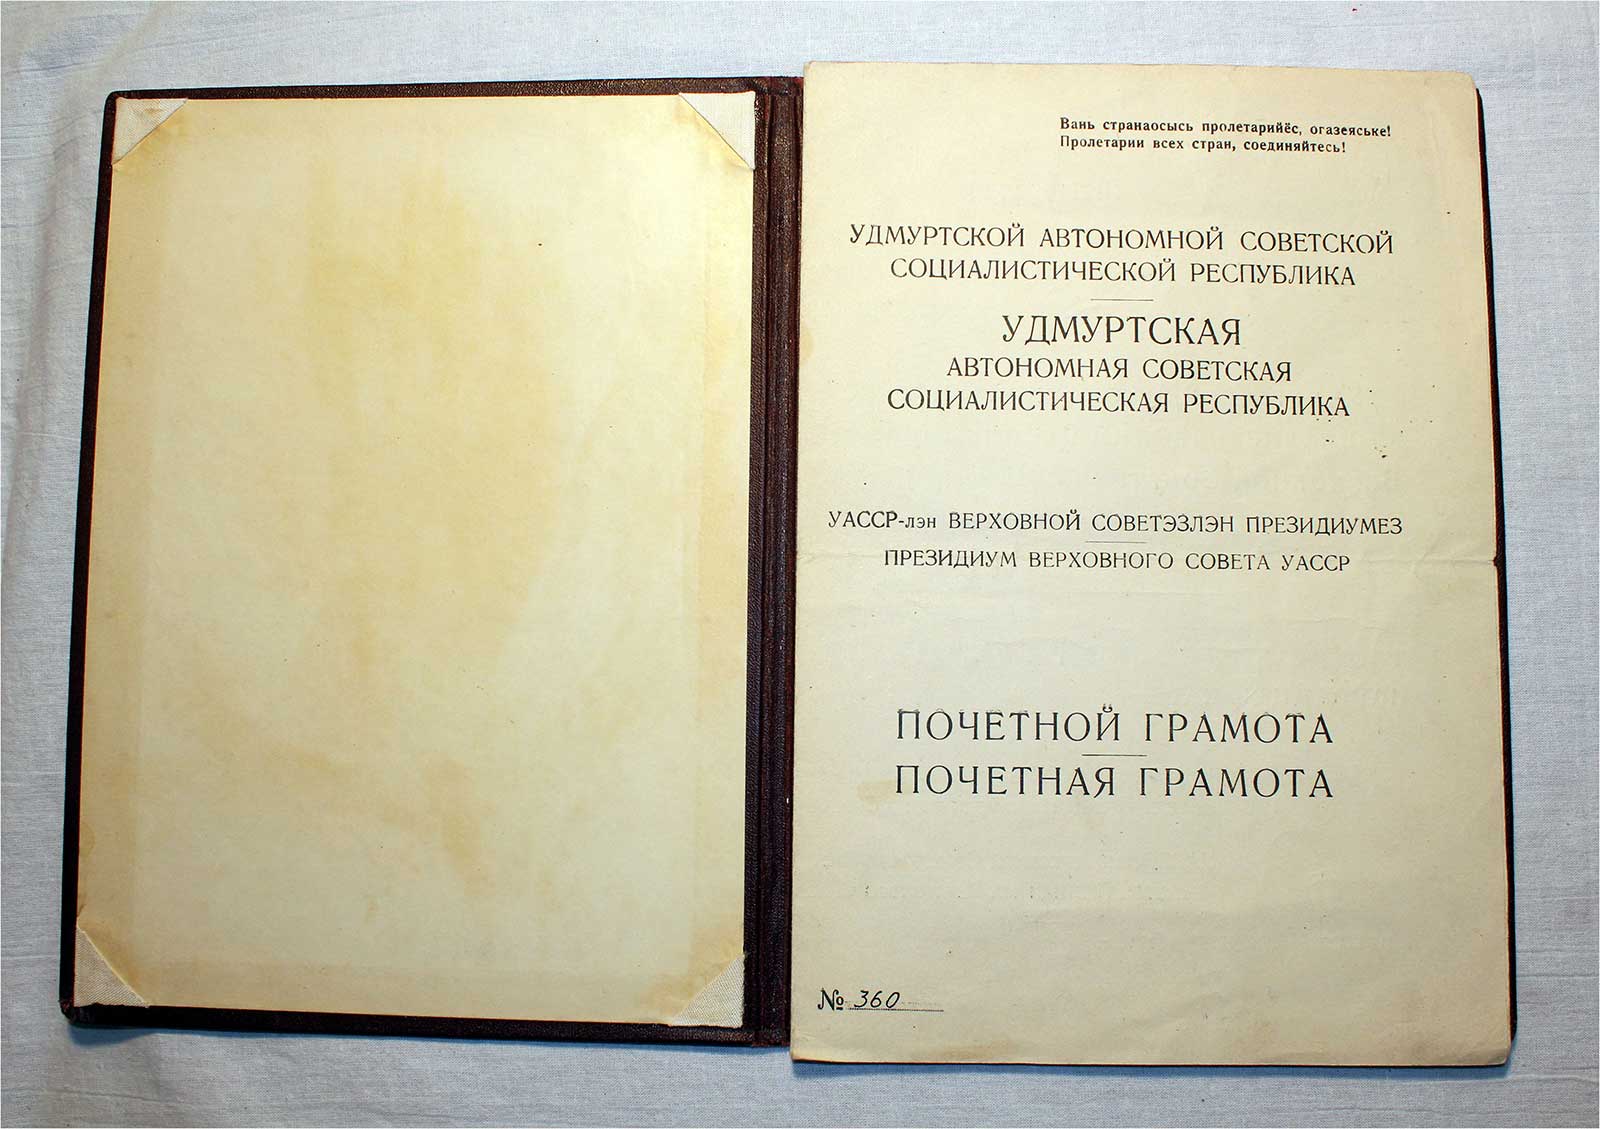 Вань странаосысь пролетарийёс, огазеяське!
Пролетарии всех стран, соединяйтесь!
УДМУРТСКОЙ АВТОНОМНОЙ СОВЕТСКОЙ
СОЦИАЛИСТИЧЕСКОЙ РЕСПУБЛИКА
УДМУРТСКАЯ
АВТОНОМНАЯ СОВЕТСКАЯ
СОЦИАЛИСТИЧЕСКАЯ РЕСПУБЛИКА
УАССР-лэн ВЕРХОВНОЙ СОВЕТЭЗЛЭН ПРЕЗИДИУМЕЗ
ПРЕЗИДИУМ ВЕРХОВНОГО СОВЕТА УАССР
ПОЧЕТНОЙ ГРАМОТА
ПОЧЕТНАЯ ГРАМОТА
№ 360